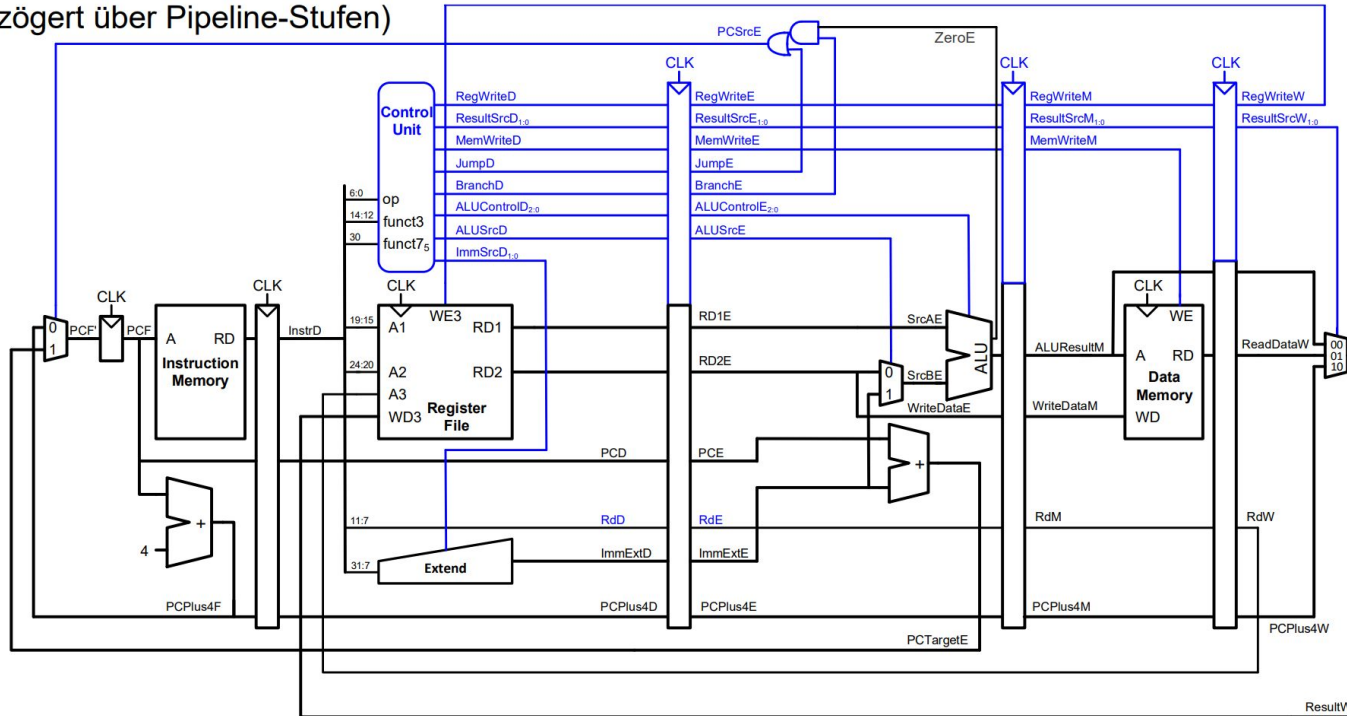 zögert über Pipeline-Stufen)
PCSrcE
ZeroE
CLK
CLK
CLK
Control
Unit
RegWriteD
RegWriteE
RegWriteM
RegWriteW
ResultSrcD1:0
ResultSrcE1:0
ResultSrcM1:0
ResultSrcW1:0
MemWriteD
MemWriteE
MemWriteM
JumpD
JumpE
6:0
op
BranchD
BranchE
14:12
funct3
ALUControlD2:0
ALUControlE2:0
30
funct75
ALUSrcD
ALUSrcE
ImmSrcD1:0
CLK
CLK
CLK
CLK
0
1
PCF'
PCF
A
RD
Instruction
Memory
InstrD
19:15
A1
WE3
RD1
RD1E
SrcAE
24:20
A2
RD2
RD2E
0
1
SrcBE
ALU
ALUResultM
A3
WD3
Register
File
WriteDataE
WriteDataM
WE
A
RD
Data
Memory
WD
ReadDataW
00
01
10
PCD
PCE
+
+
4
11:7
RdD
RdE
RdM
RdW
31:7
Extend
ImmExtD
ImmExtE
PCPlus4F
PCPlus4D
PCPlus4E
PCPlus4M
PCPlus4W
PCTargetE
ResultW